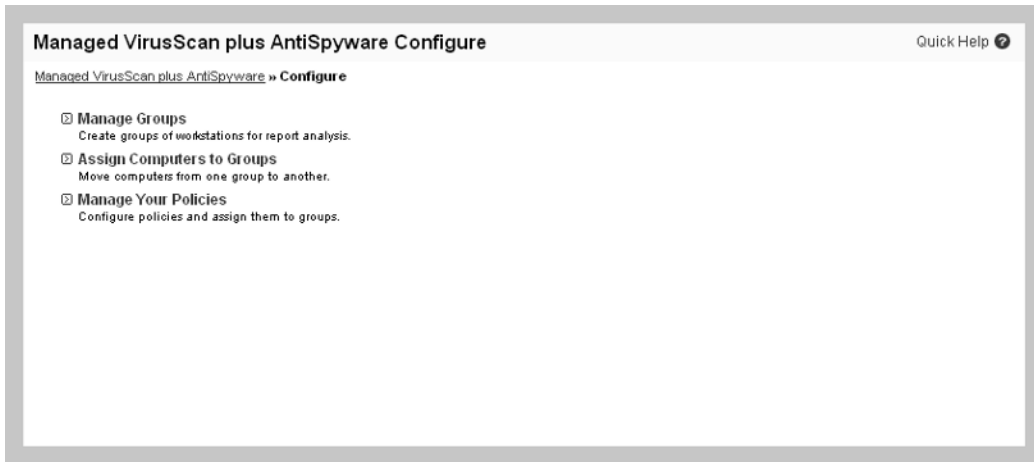 Managed VirusScan plus AntiSpyware Configure
Quick Help
Managed VirusScan plus AntiSpyware » Configure
Manage Groups
Create groups of workstations for report analysis.
Assign Computers to Groups
Move computers from one group to another.
Manage Your Policies
Configure policies and assign them to groups.